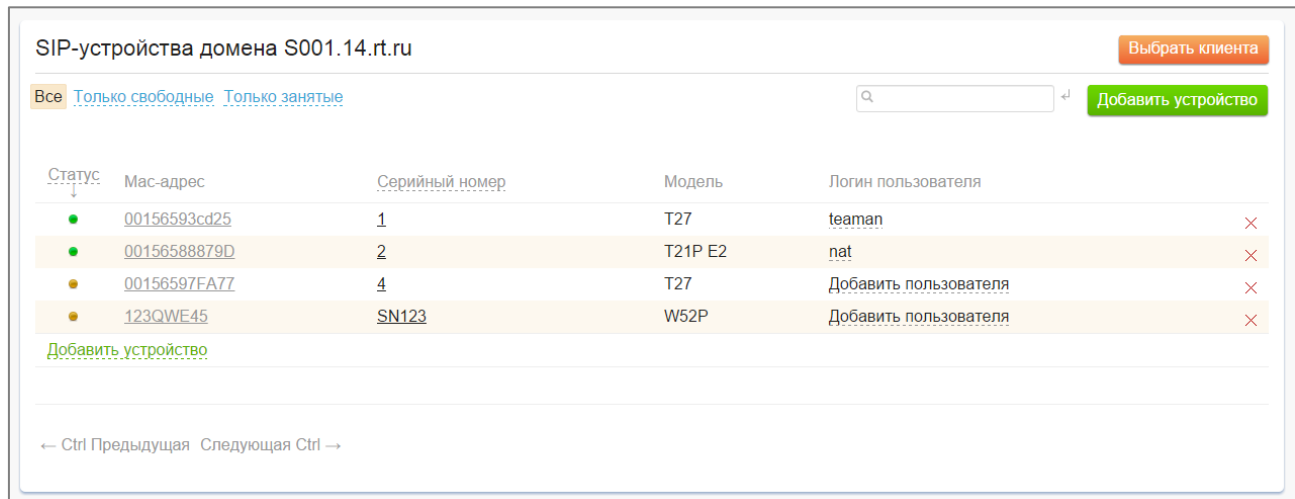 SIP-устройства домена S001.14.rt.ru Выбрать клиента
Все Только свободные Только занятые Добавить устройство
Статус Мас-адрес Серийный номер Модель Логин пользователя
00156593cd25 1 T27 teaman
00156588879D 2 T21P E2 nat
00156597FA77 4 T27 Добавить пользователя
123QWE45 SN123 W52P Добавить пользователя
Добавить устройство
← Ctrl Предыдущая Следующая Ctrl →